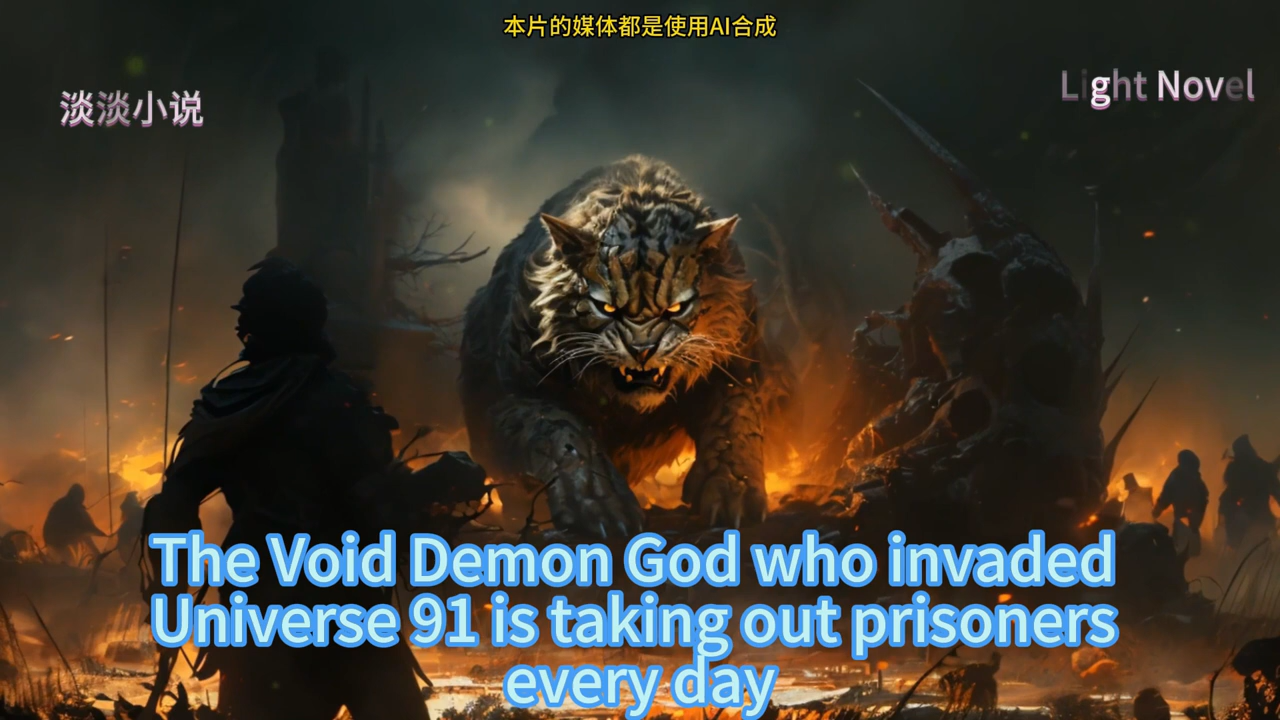 本片的媒体都是使用AI合成
淡淡小说
Light Novel
The Void Demon God who invaded
Universe 91 is taking out prisoners
every day